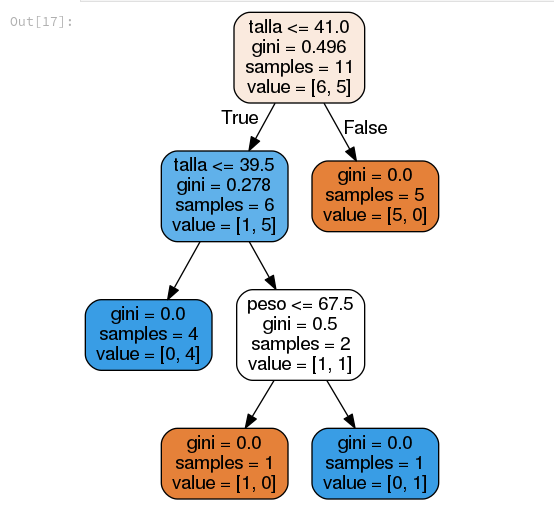 Out[17]:
talla <= 41.0
gini = 0.496
samples = 11
value = [6, 5]
True
False
talla <= 39.5
gini = 0.278
samples = 6
value = [1, 5]
gini = 0.0
samples = 5
value = [5, 0]
gini = 0.0
samples = 4
value = [0, 4]
peso <= 67.5
gini = 0.5
samples = 2
value = [1, 1]
gini = 0.0
samples = 1
value = [1, 0]
gini = 0.0
samples = 1
value = [0, 1]